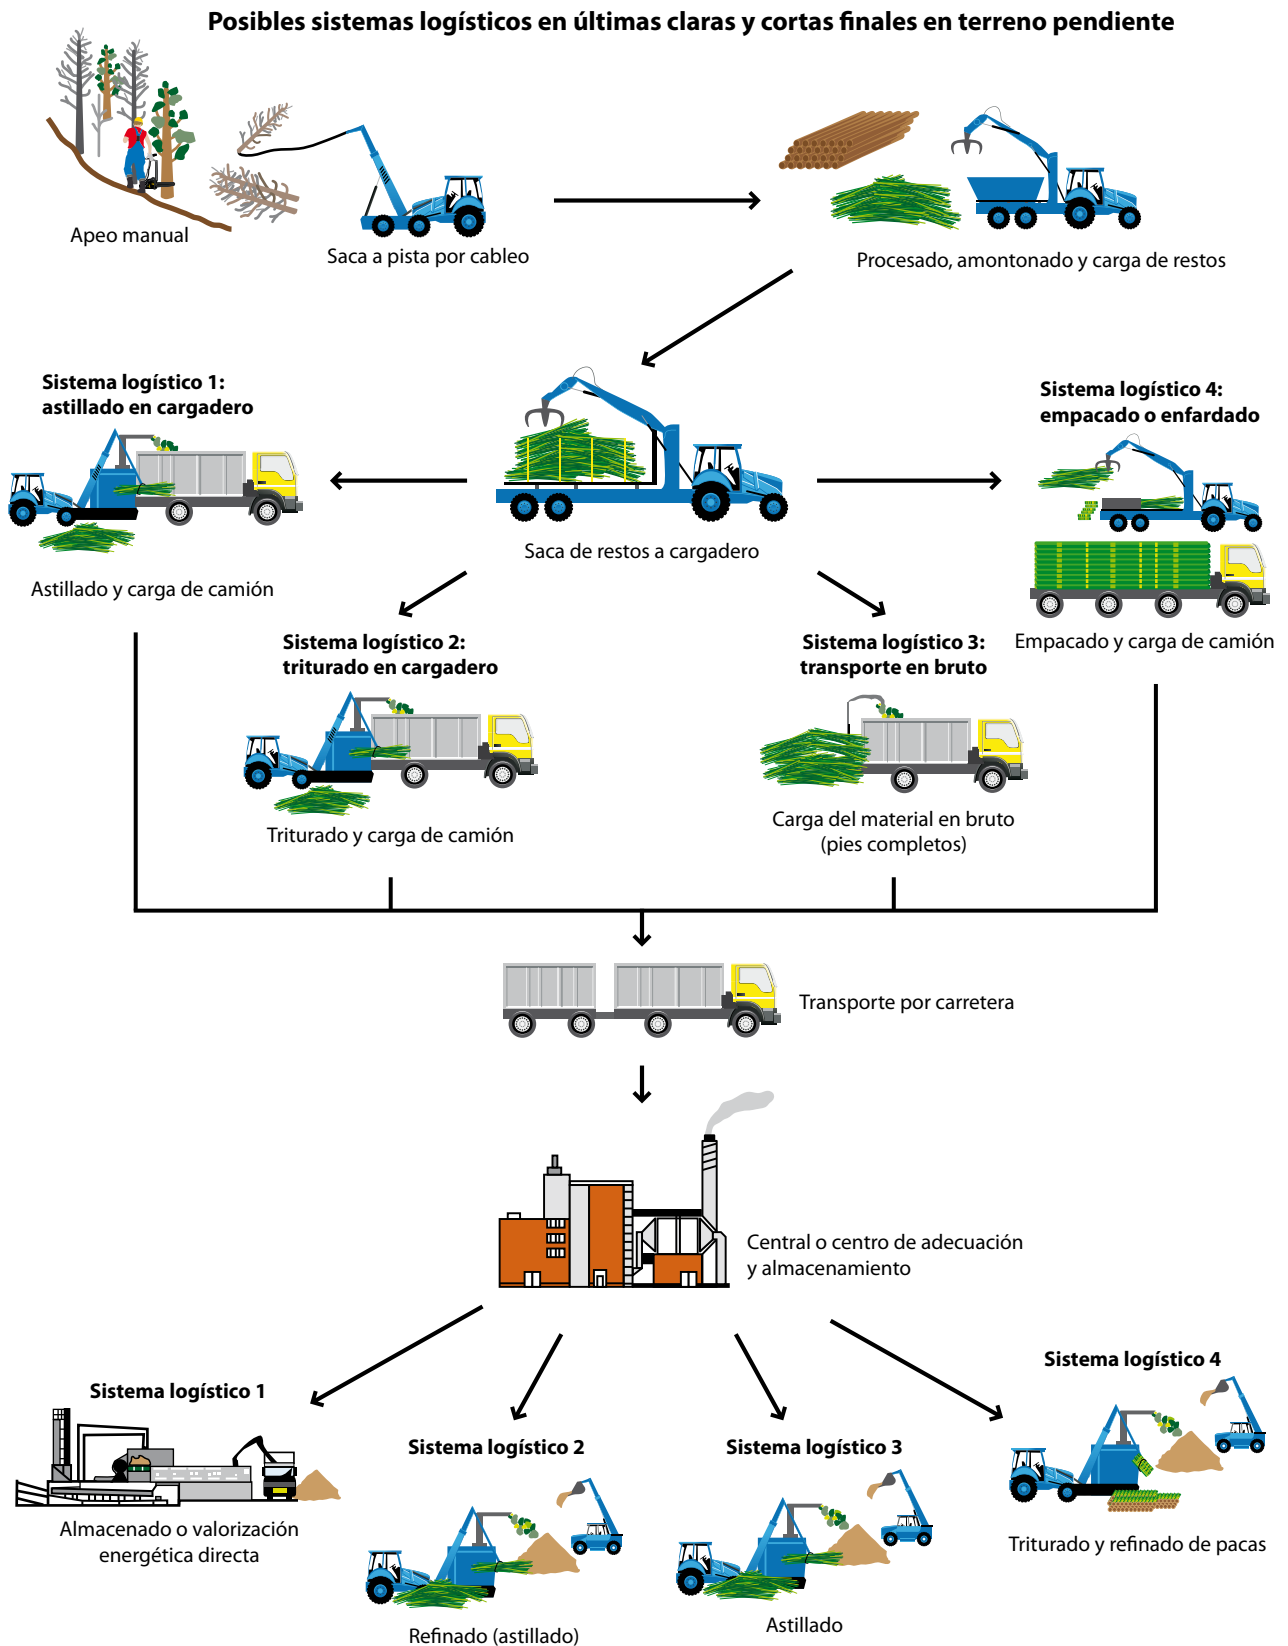 Posibles sistemas logísticos en últimas claras y cortas finales en terreno pendiente
Apeo manual
Saca a pista por cableo
Procesado, amontonado y carga de restos
Sistema logístico 1:
astillado en cargadero
Sistema logístico 4:
empacado o enfardado
Saca de restos a cargadero
Astillado y carga de camión
Empacado y carga de camión
Sistema logístico 2:
triturado en cargadero
Sistema logístico 3:
transporte en bruto
Triturado y carga de camión
Carga del material en bruto
(pies completos)
Transporte por carretera
Central o centro de adecuación
y almacenamiento
Sistema logístico 1
Sistema logístico 2
Sistema logístico 3
Sistema logístico 4
Almacenado o valorización
energética directa
Refinado (astillado)
Astillado
Triturado y refinado de pacas